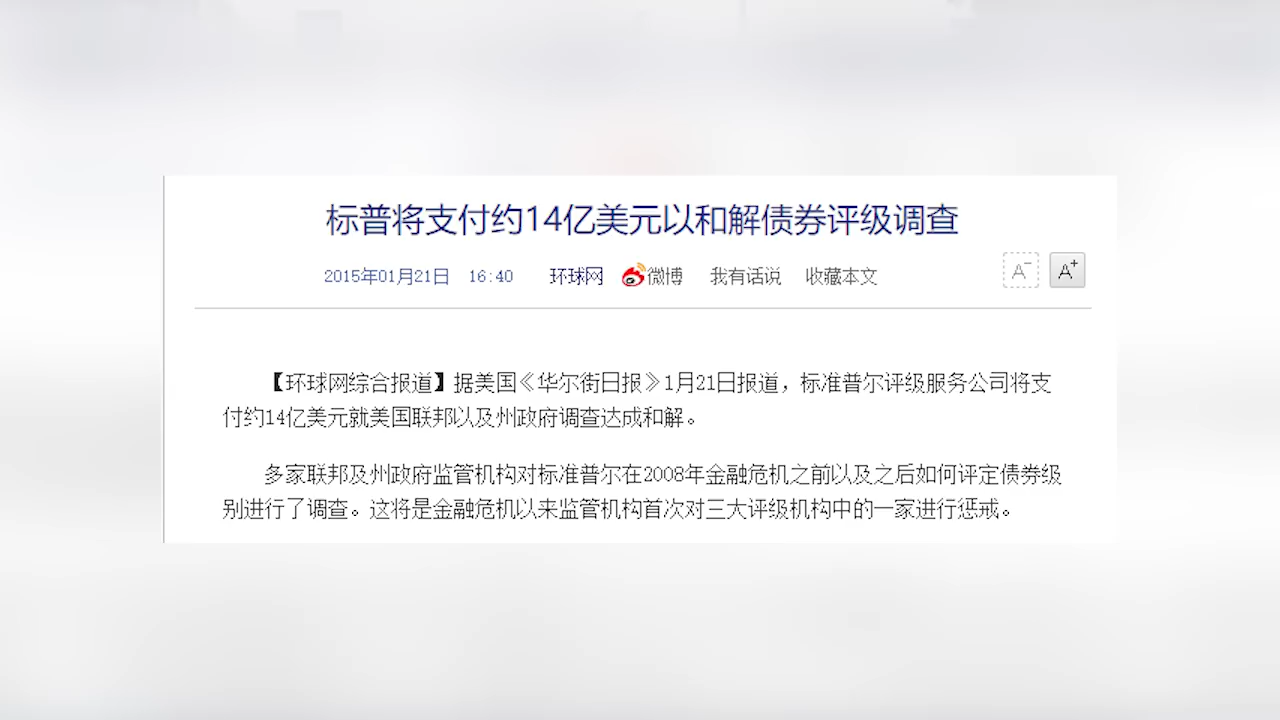 标普将支付约14亿美元以和解债券评级调查
2015年01月21日 16:40 环球网 微博 我有话说 收藏本文 A- A+
【环球网综合报道】据美国《华尔街日报》1月21日报道，标准普尔评级服务公司将支
付约14亿美元就美国联邦以及州政府调查达成和解。
多家联邦及州政府监管机构对标准普尔在2008年金融危机之前以及之后如何评定债券级
别进行了调查。这将是金融危机以来监管机构首次对三大评级机构中的一家进行惩戒。